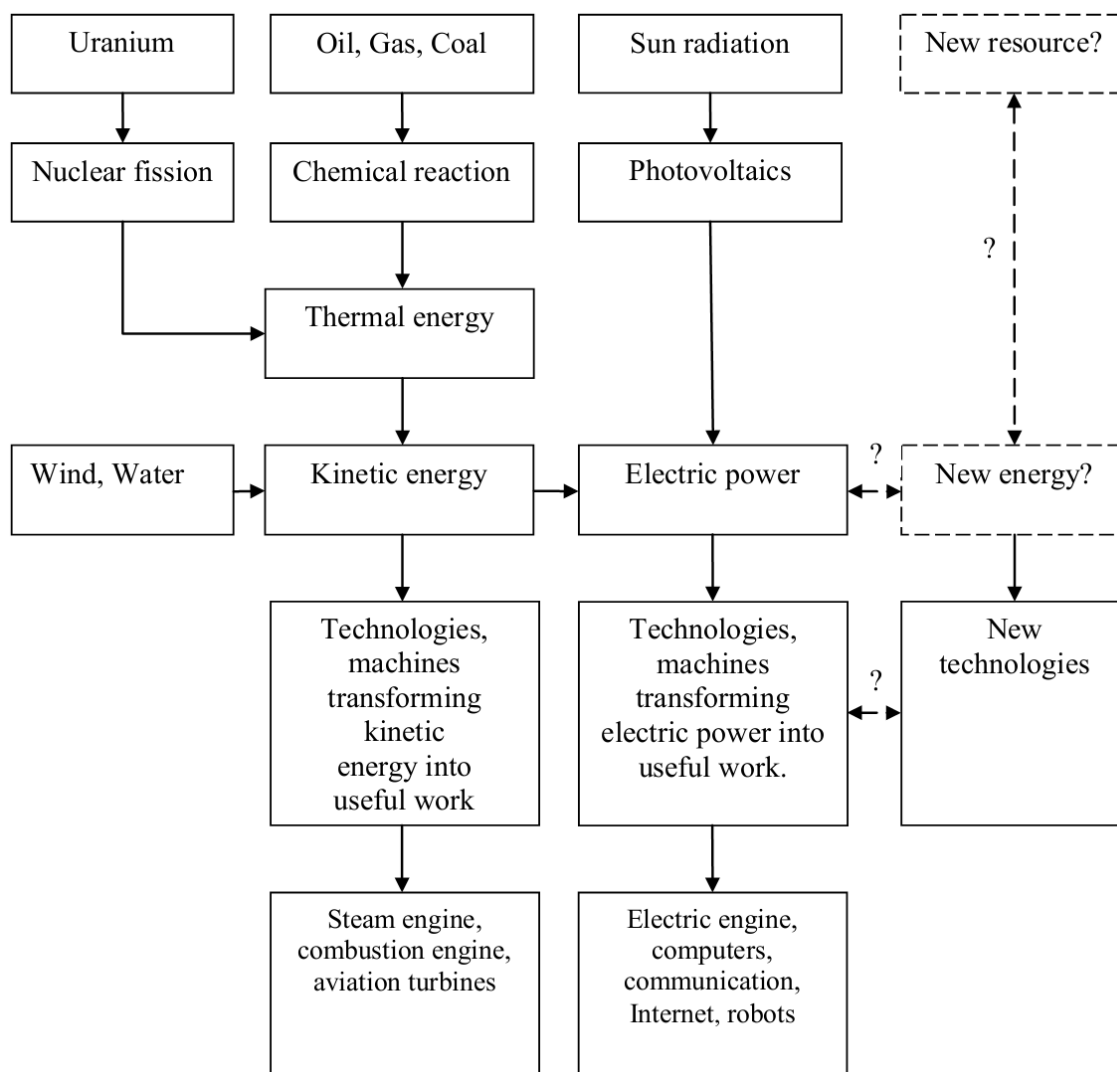 Uranium
Oil, Gas, Coal
Sun radiation
New resource?
Nuclear fission
Chemical reaction
Photovoltaics
?
Thermal energy
Wind, Water
Kinetic energy
Electric power
?
New energy?
Technologies,
machines
transforming
kinetic
energy into
useful work
Technologies,
machines
transforming
electric power into
useful work.
?
New
technologies
Steam engine,
combustion engine,
aviation turbines
Electric engine,
computers,
communication,
Internet, robots